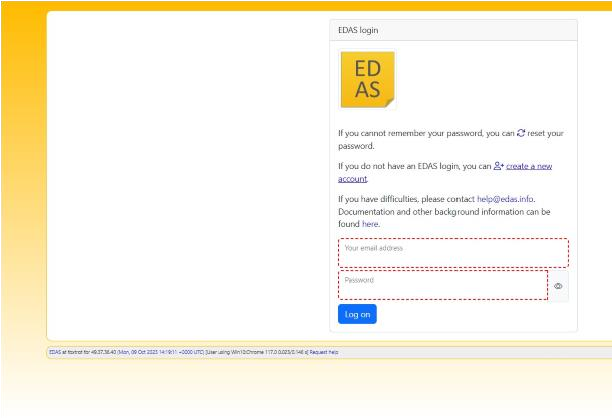 EDAS login
ED
AS
If you cannot remember your password, you can reset your
password.
If you do not have an EDAS login, you can create a new
account.
If you have difficulties, please contact help@edas.info.
Documentation and other background information can be
found here.
Your email address
Password
Log on
EDAS at foxtrot for 49.37.36.40 (Mon, 09 Oct 2023 14:19:11 +0000 UTC) [User using Win10:Chrome 117.0 0.023/0.146 s] Request help